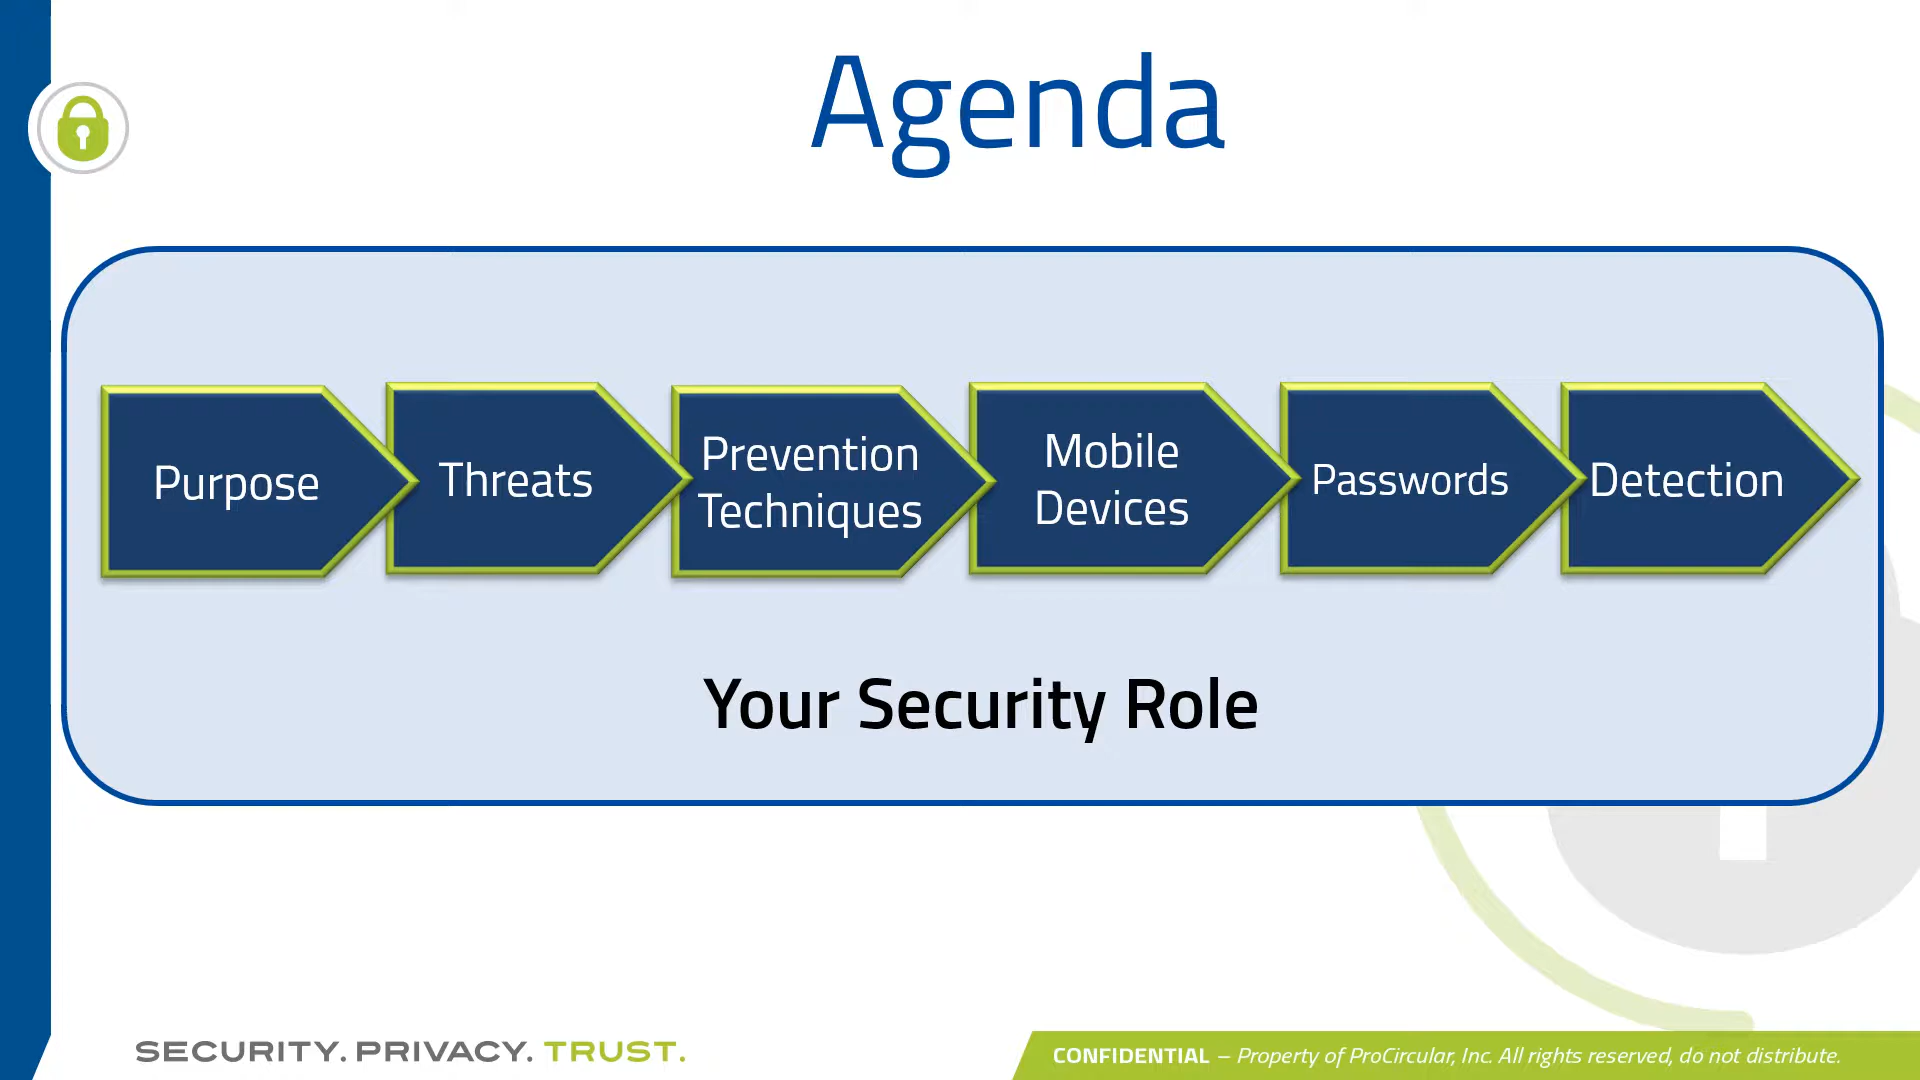 Agenda
Purpose
Threats
Prevention
Techniques
Mobile
Devices
Passwords
Detection
Your Security Role
SECURITY. PRIVACY. TRUST.
CONFIDENTIAL – Property of ProCircular, Inc. All rights reserved, do not distribute.